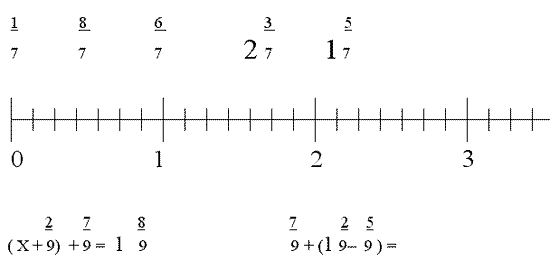 1/7 8/7 6/7 2 3/7 1 5/7
0 1 2 3
(X + 2/9) + 7/9 = 1 8/9 7/9 + (1 2/9 – 5/9) =